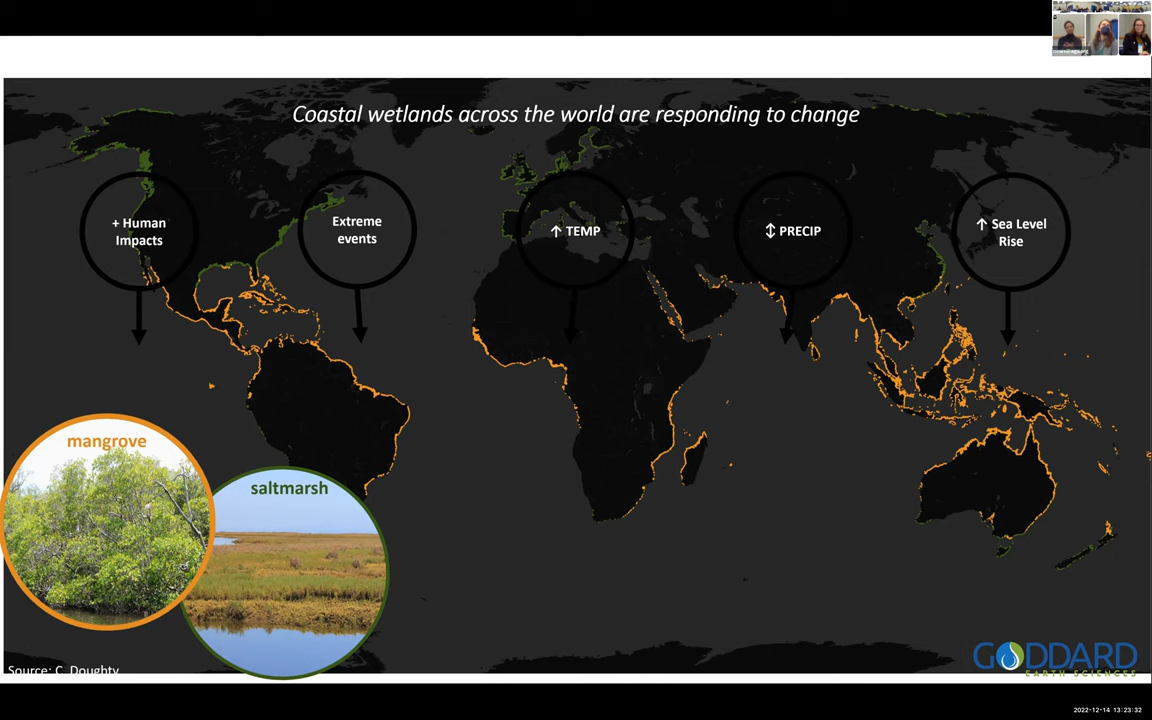 Coastal wetlands across the world are responding to change
+ Human
Impacts
Extreme
events
↑ TEMP
↕ PRECIP
↑ Sea Level
Rise
mangrove
saltmarsh
Source: C. Doughty
GODDARD
EARTH SCIENCES
2022-12-14 13:23:32